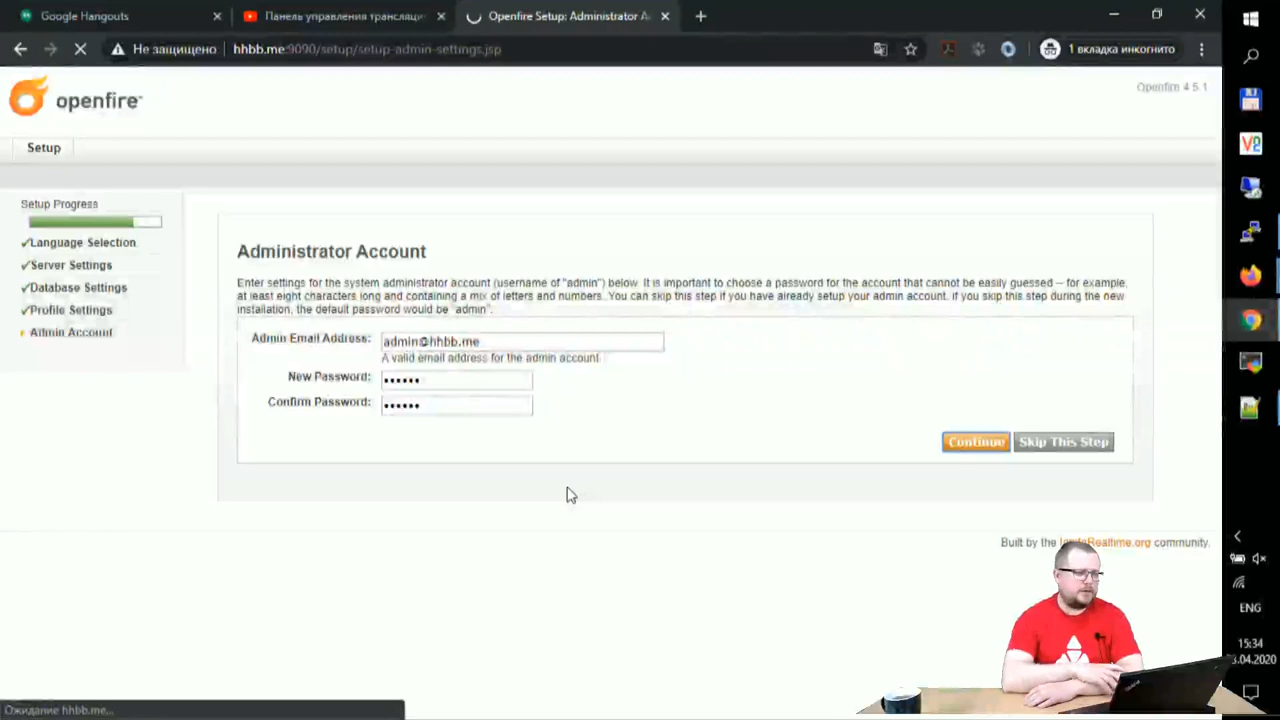 Google Hangouts
Панель управления трансляци
Openfire Setup: Administrator A
Не защищено
hhbb.me:9090/setup/setup-admin-settings.jsp
1 вкладка инкогнито
openfire™
Openfire 4.5.1
Setup
Setup Progress
✓Language Selection
✓Server Settings
✓Database Settings
✓Profile Settings
Admin Account
Administrator Account
Enter settings for the system administrator account (username of "admin") below. It is important to choose a password for the account that cannot be easily guessed -- for example,
at least eight characters long and containing a mix of letters and numbers. You can skip this step if you have already setup your admin account. if you skip this step during the new
installation, the default password would be "admin".
Admin Email Address: admin@hhbb.me
A valid email address for the admin account
New Password: ••••••
Confirm Password: ••••••
Continue Skip This Step
Built by the IgniteRealtime.org community.
ENG
15:34
3.04.2020
Ожидание hhbb.me...